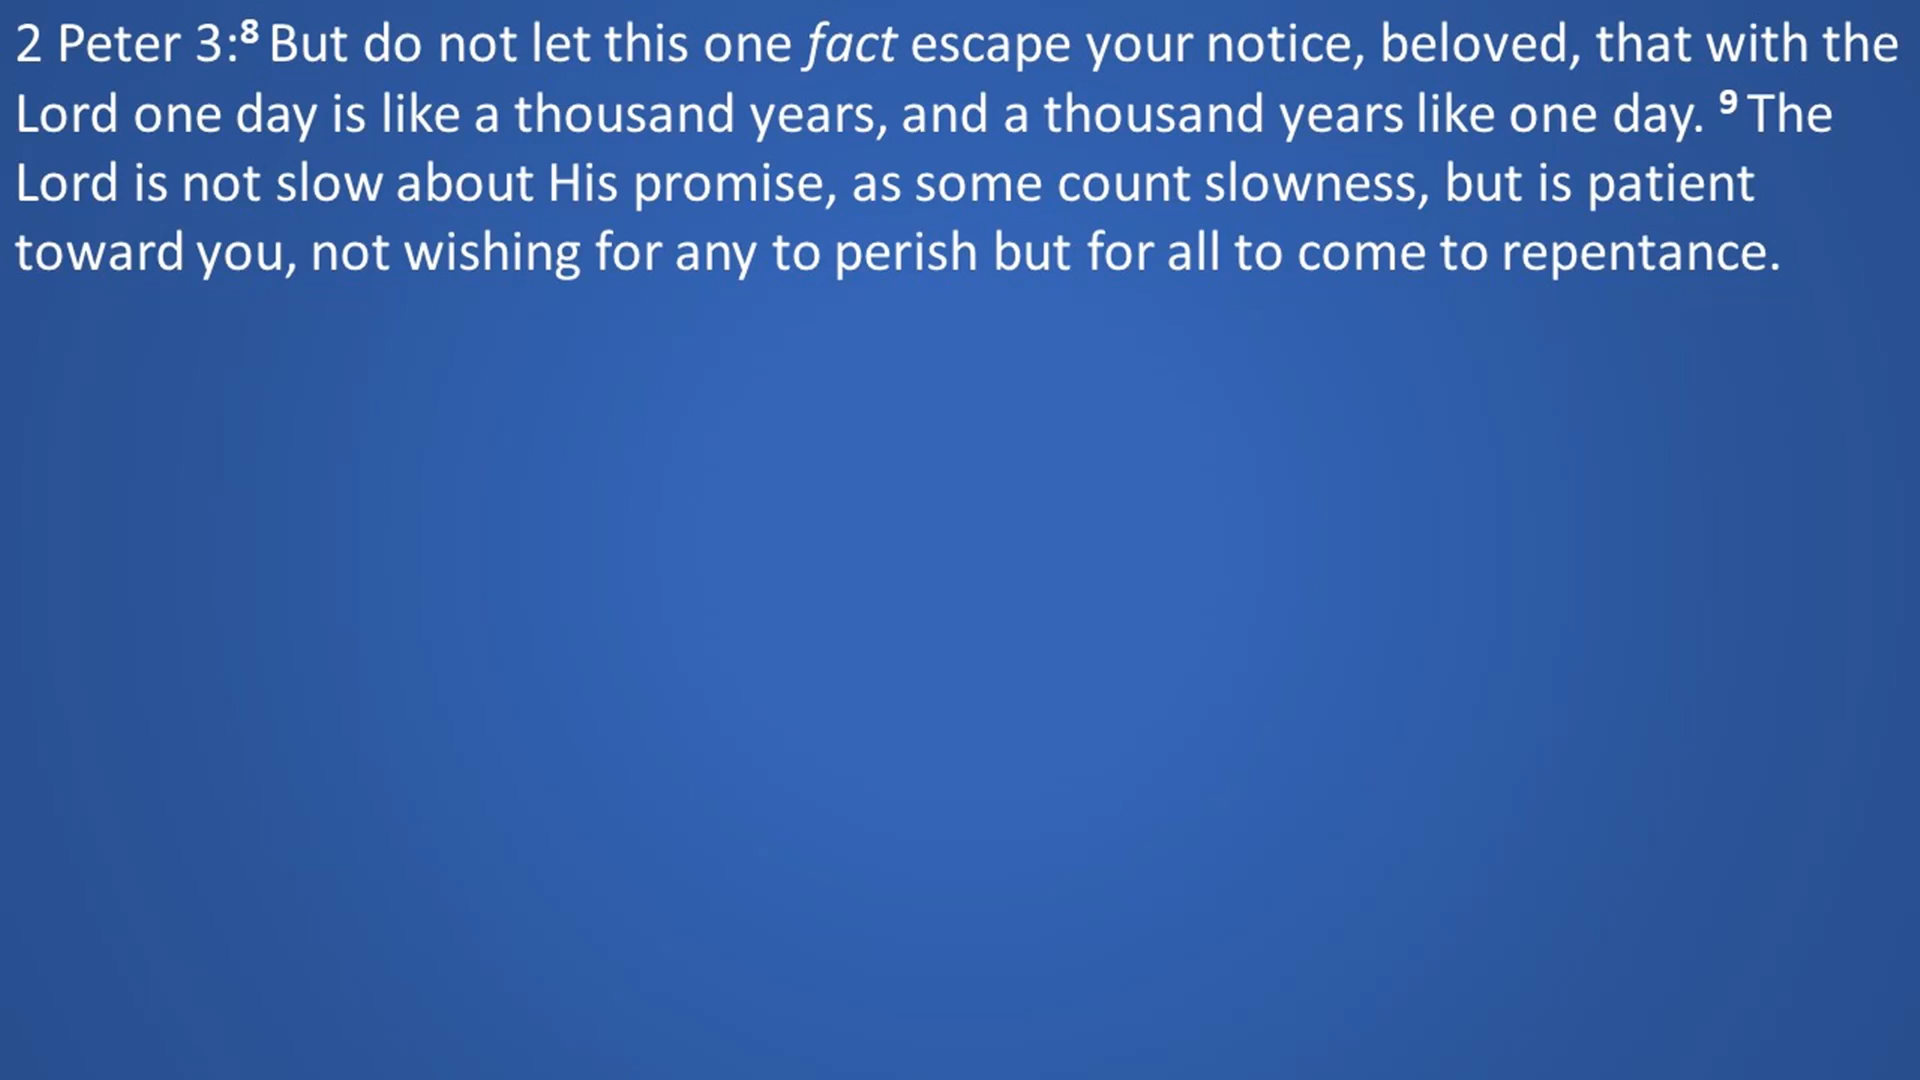 2 Peter 3:⁸ But do not let this one fact escape your notice, beloved, that with the
Lord one day is like a thousand years, and a thousand years like one day. ⁹ The
Lord is not slow about His promise, as some count slowness, but is patient
toward you, not wishing for any to perish but for all to come to repentance.